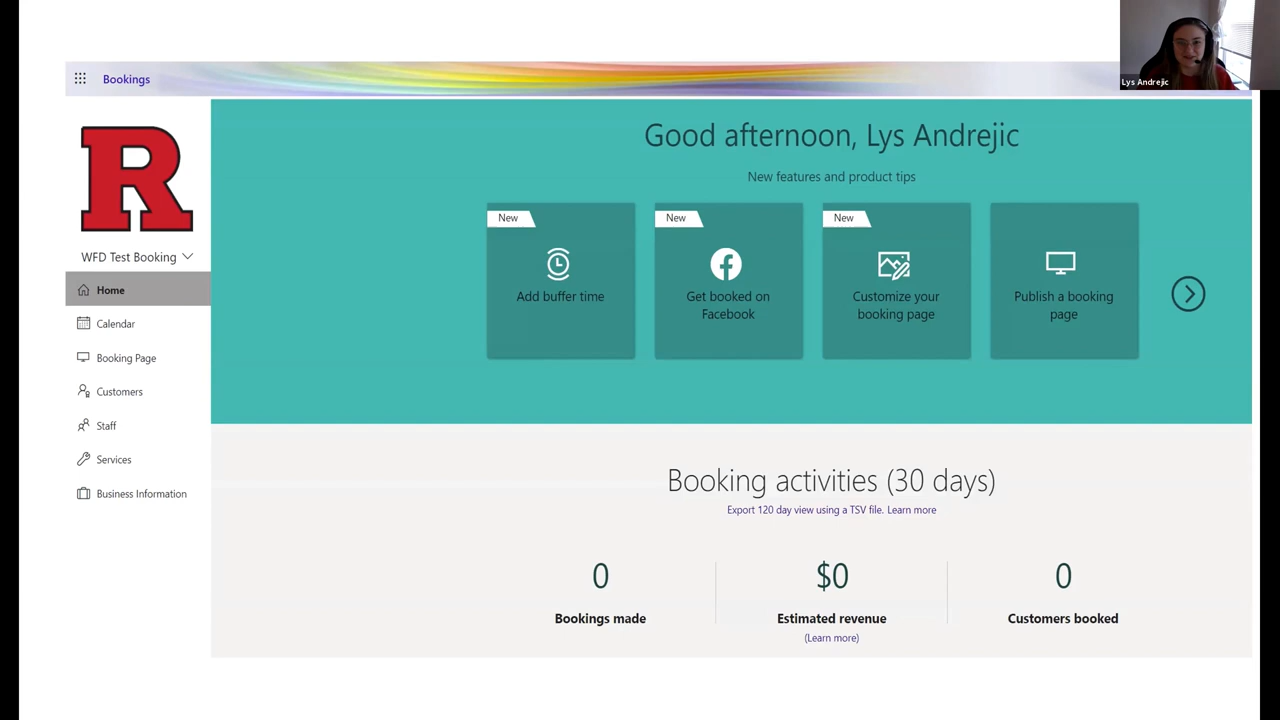 Lys Andrejic
Bookings
R
WFD Test Booking
Home
Calendar
Booking Page
Customers
Staff
Services
Business Information
Good afternoon, Lys Andrejic
New features and product tips
New
Add buffer time
New
Get booked on
Facebook
New
Customize your
booking page
Publish a booking
page
Booking activities (30 days)
Export 120 day view using a TSV file. Learn more
0
Bookings made
$0
Estimated revenue
(Learn more)
0
Customers booked